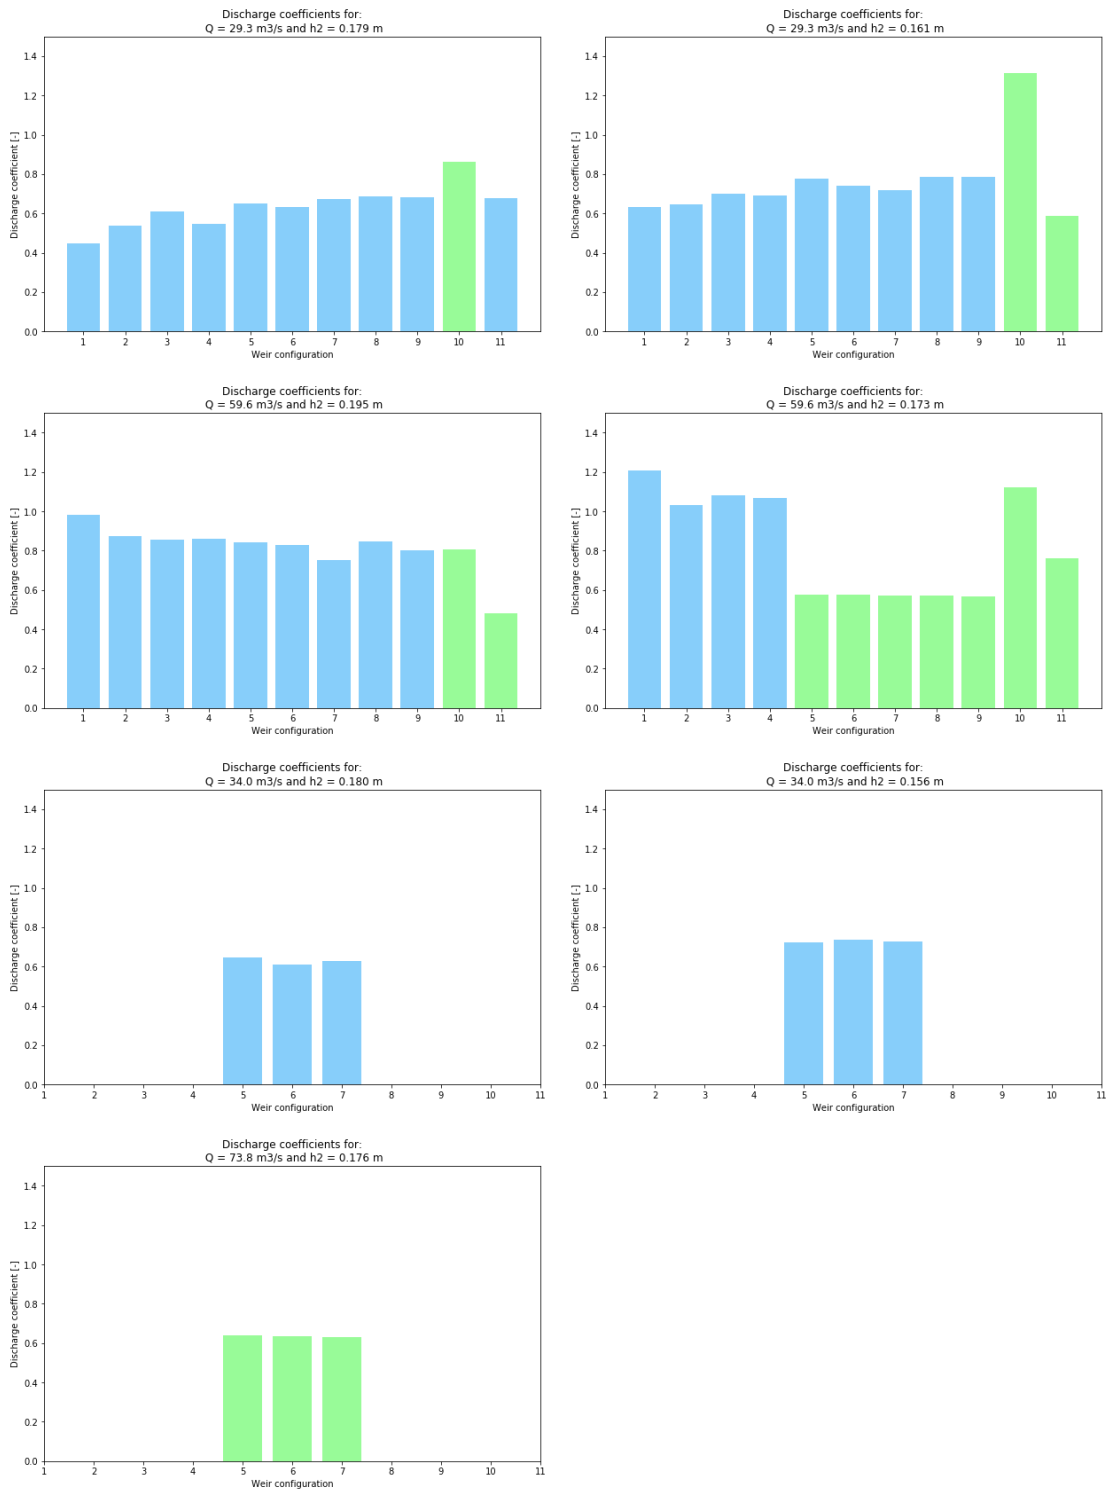 Discharge coefficients for:
Q = 29.3 m3/s and h2 = 0.179 m
Discharge coefficient [-]
1.4
1.2
1.0
0.8
0.6
0.4
0.2
0.0
1 2 3 4 5 6 7 8 9 10 11
Weir configuration
Discharge coefficients for:
Q = 29.3 m3/s and h2 = 0.161 m
Discharge coefficient [-]
1.4
1.2
1.0
0.8
0.6
0.4
0.2
0.0
1 2 3 4 5 6 7 8 9 10 11
Weir configuration
Discharge coefficients for:
Q = 59.6 m3/s and h2 = 0.195 m
Discharge coefficient [-]
1.4
1.2
1.0
0.8
0.6
0.4
0.2
0.0
1 2 3 4 5 6 7 8 9 10 11
Weir configuration
Discharge coefficients for:
Q = 59.6 m3/s and h2 = 0.173 m
Discharge coefficient [-]
1.4
1.2
1.0
0.8
0.6
0.4
0.2
0.0
1 2 3 4 5 6 7 8 9 10 11
Weir configuration
Discharge coefficients for:
Q = 34.0 m3/s and h2 = 0.180 m
Discharge coefficient [-]
1.4
1.2
1.0
0.8
0.6
0.4
0.2
0.0
1 2 3 4 5 6 7 8 9 10 11
Weir configuration
Discharge coefficients for:
Q = 34.0 m3/s and h2 = 0.156 m
Discharge coefficient [-]
1.4
1.2
1.0
0.8
0.6
0.4
0.2
0.0
1 2 3 4 5 6 7 8 9 10 11
Weir configuration
Discharge coefficients for:
Q = 73.8 m3/s and h2 = 0.176 m
Discharge coefficient [-]
1.4
1.2
1.0
0.8
0.6
0.4
0.2
0.0
1 2 3 4 5 6 7 8 9 10 11
Weir configuration